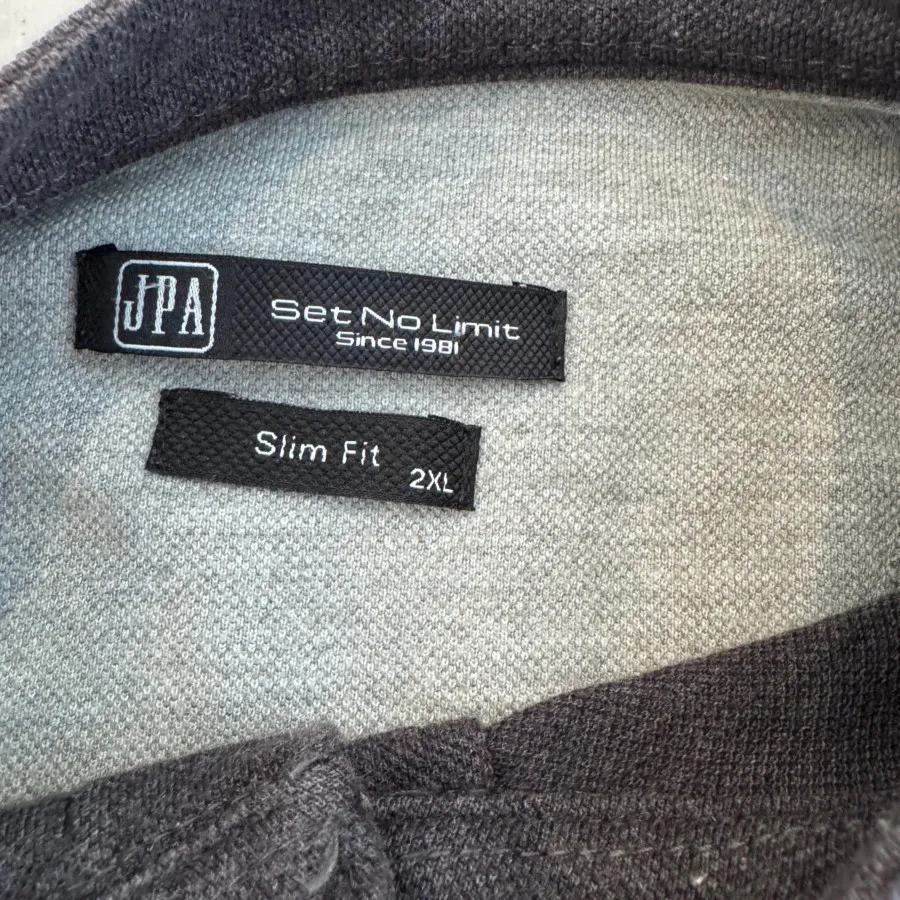 JPA
Set No Limit
Since 1981
Slim Fit
2XL